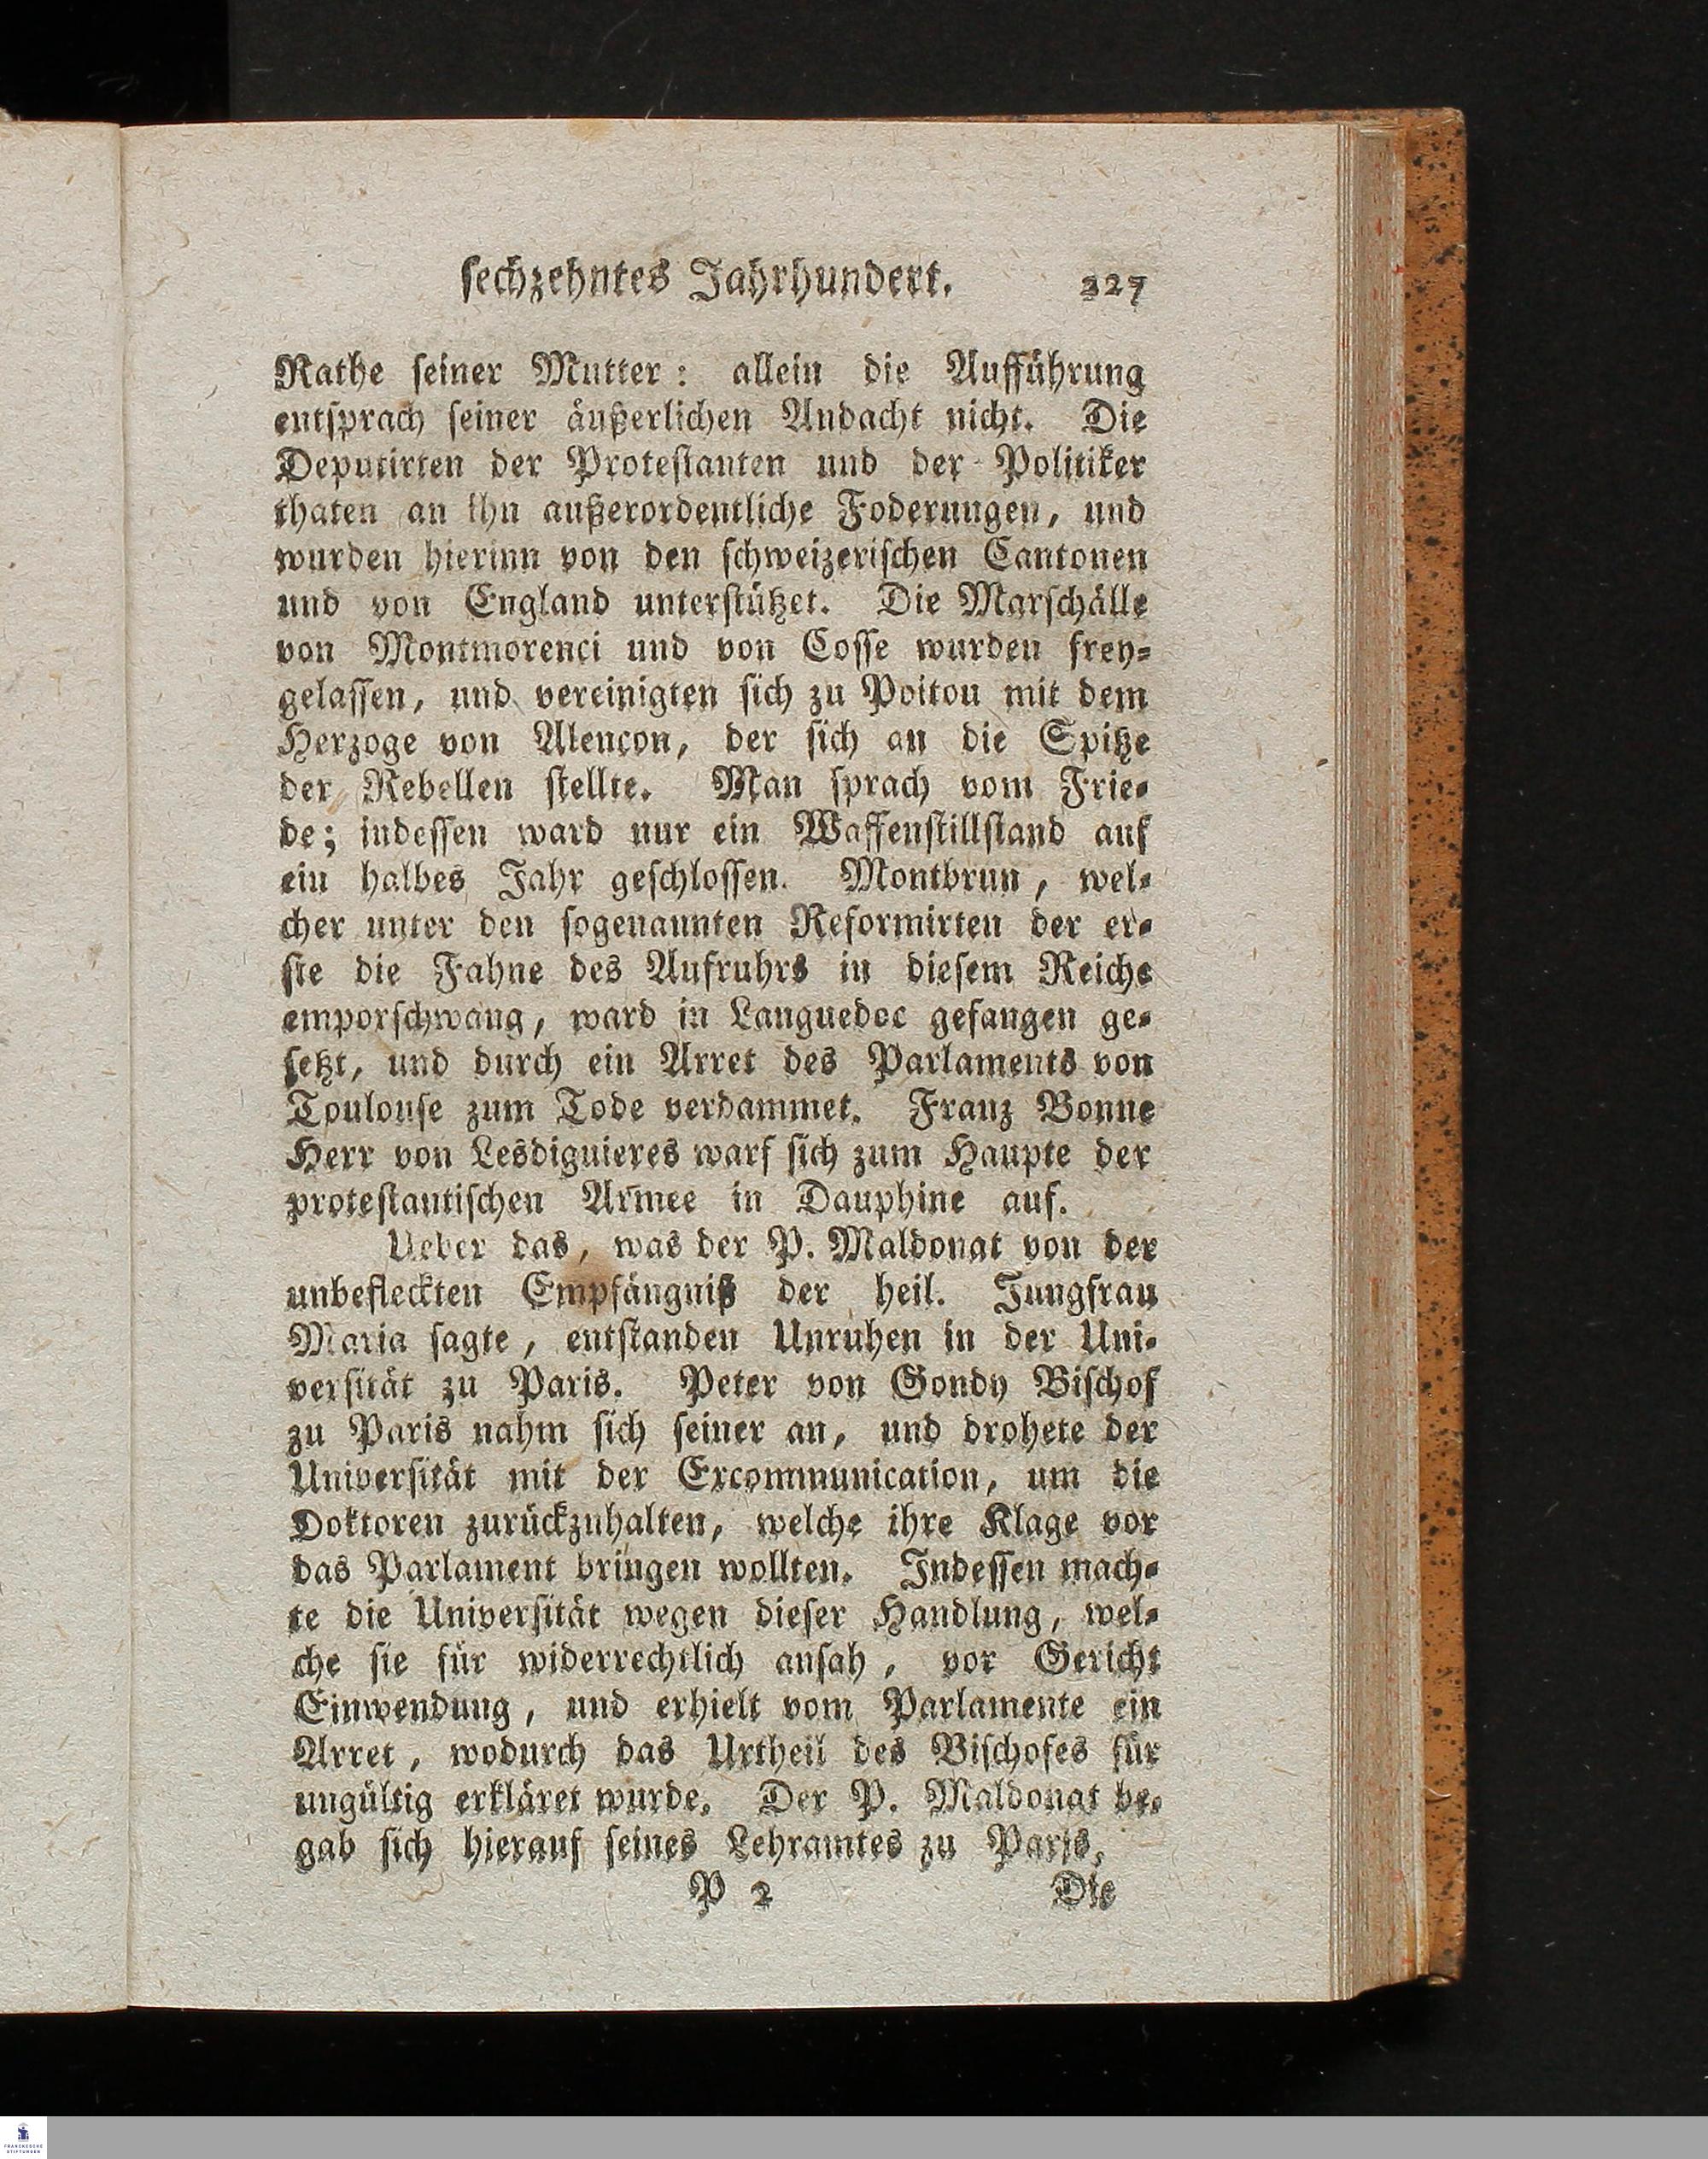 sechzehntes Jahrhundert. 227
Rathe seiner Mutter: allein die Aufführung
entsprach seiner äußerlichen Andacht nicht. Die
Deputirten der Protestanten und der Politiker
thaten an ihn außerordentliche Foderungen, und
wurden hierinn von den schweizerischen Cantonen
und von England unterstützet. Die Marschälle
von Montmorenci und von Cosse wurden frey-
gelassen, und vereinigten sich zu Poitou mit dem
Herzoge von Alençon, der sich an die Spitze
der Rebellen stellte. Man sprach vom Frie-
de; indessen ward nur ein Waffenstillstand auf
ein halbes Jahr geschlossen. Montbrun, wel-
cher unter den sogenannten Reformirten der er-
ste die Fahne des Aufruhrs in diesem Reiche
emporschwang, ward in Languedoc gefangen ge-
setzt, und durch ein Arret des Parlaments von
Toulouse zum Tode verdammet. Franz Bonne
Herr von Lesdiguieres warf sich zum Haupte der
protestantischen Armee in Dauphine auf.
Ueber das, was der P. Maldonat von der
unbefleckten Empfängniß der heil. Jungfrau
Maria sagte, entstanden Unruhen in der Uni-
versität zu Paris. Peter von Gondy Bischof
zu Paris nahm sich seiner an, und drohete der
Universität mit der Excommunication, um die
Doktoren zurückzuhalten, welche ihre Klage vor
das Parlament bringen wollten. Indessen mach-
te die Universität wegen dieser Handlung, wel-
che sie für widerrechtlich ansah, vor Gericht
Einwendung, und erhielt vom Parlamente ein
Arret, wodurch das Urtheil des Bischofes für
ungültig erkläret wurde. Der P. Maldonat be-
gab sich hierauf seines Lehramtes zu Paris,
P 2 Die
FRANCKESCHE
STIFTUNGEN